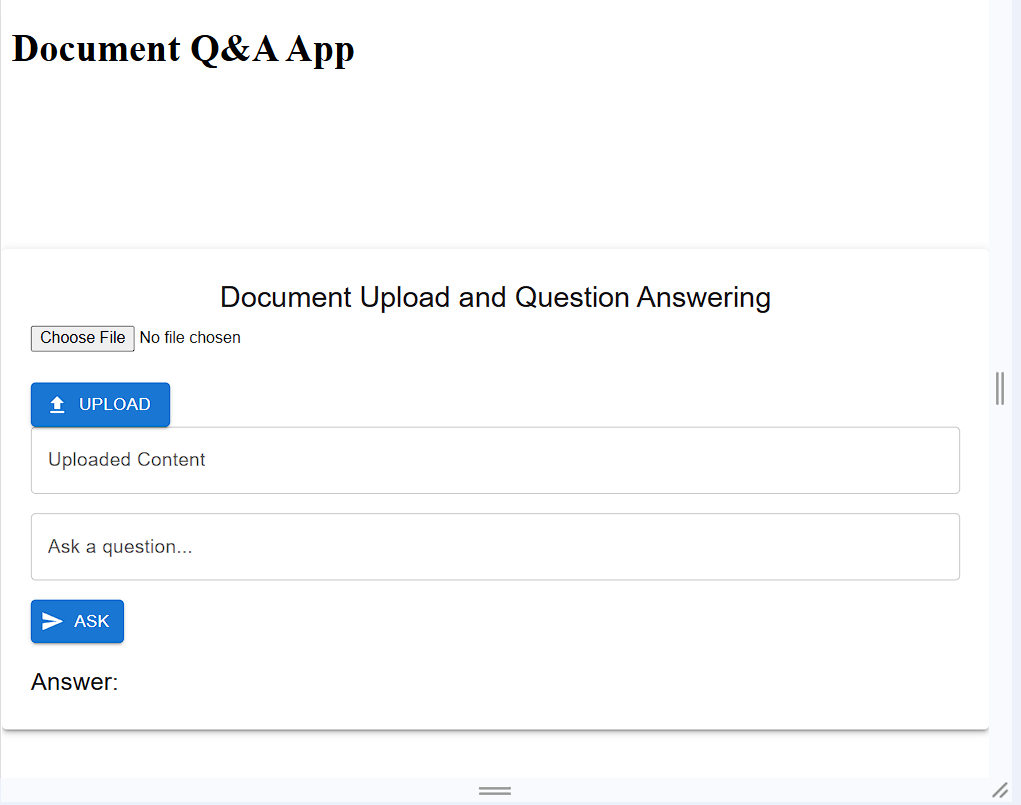 Document Q&A App
Document Upload and Question Answering
Choose File No file chosen
UPLOAD
Uploaded Content
Ask a question...
ASK
Answer: